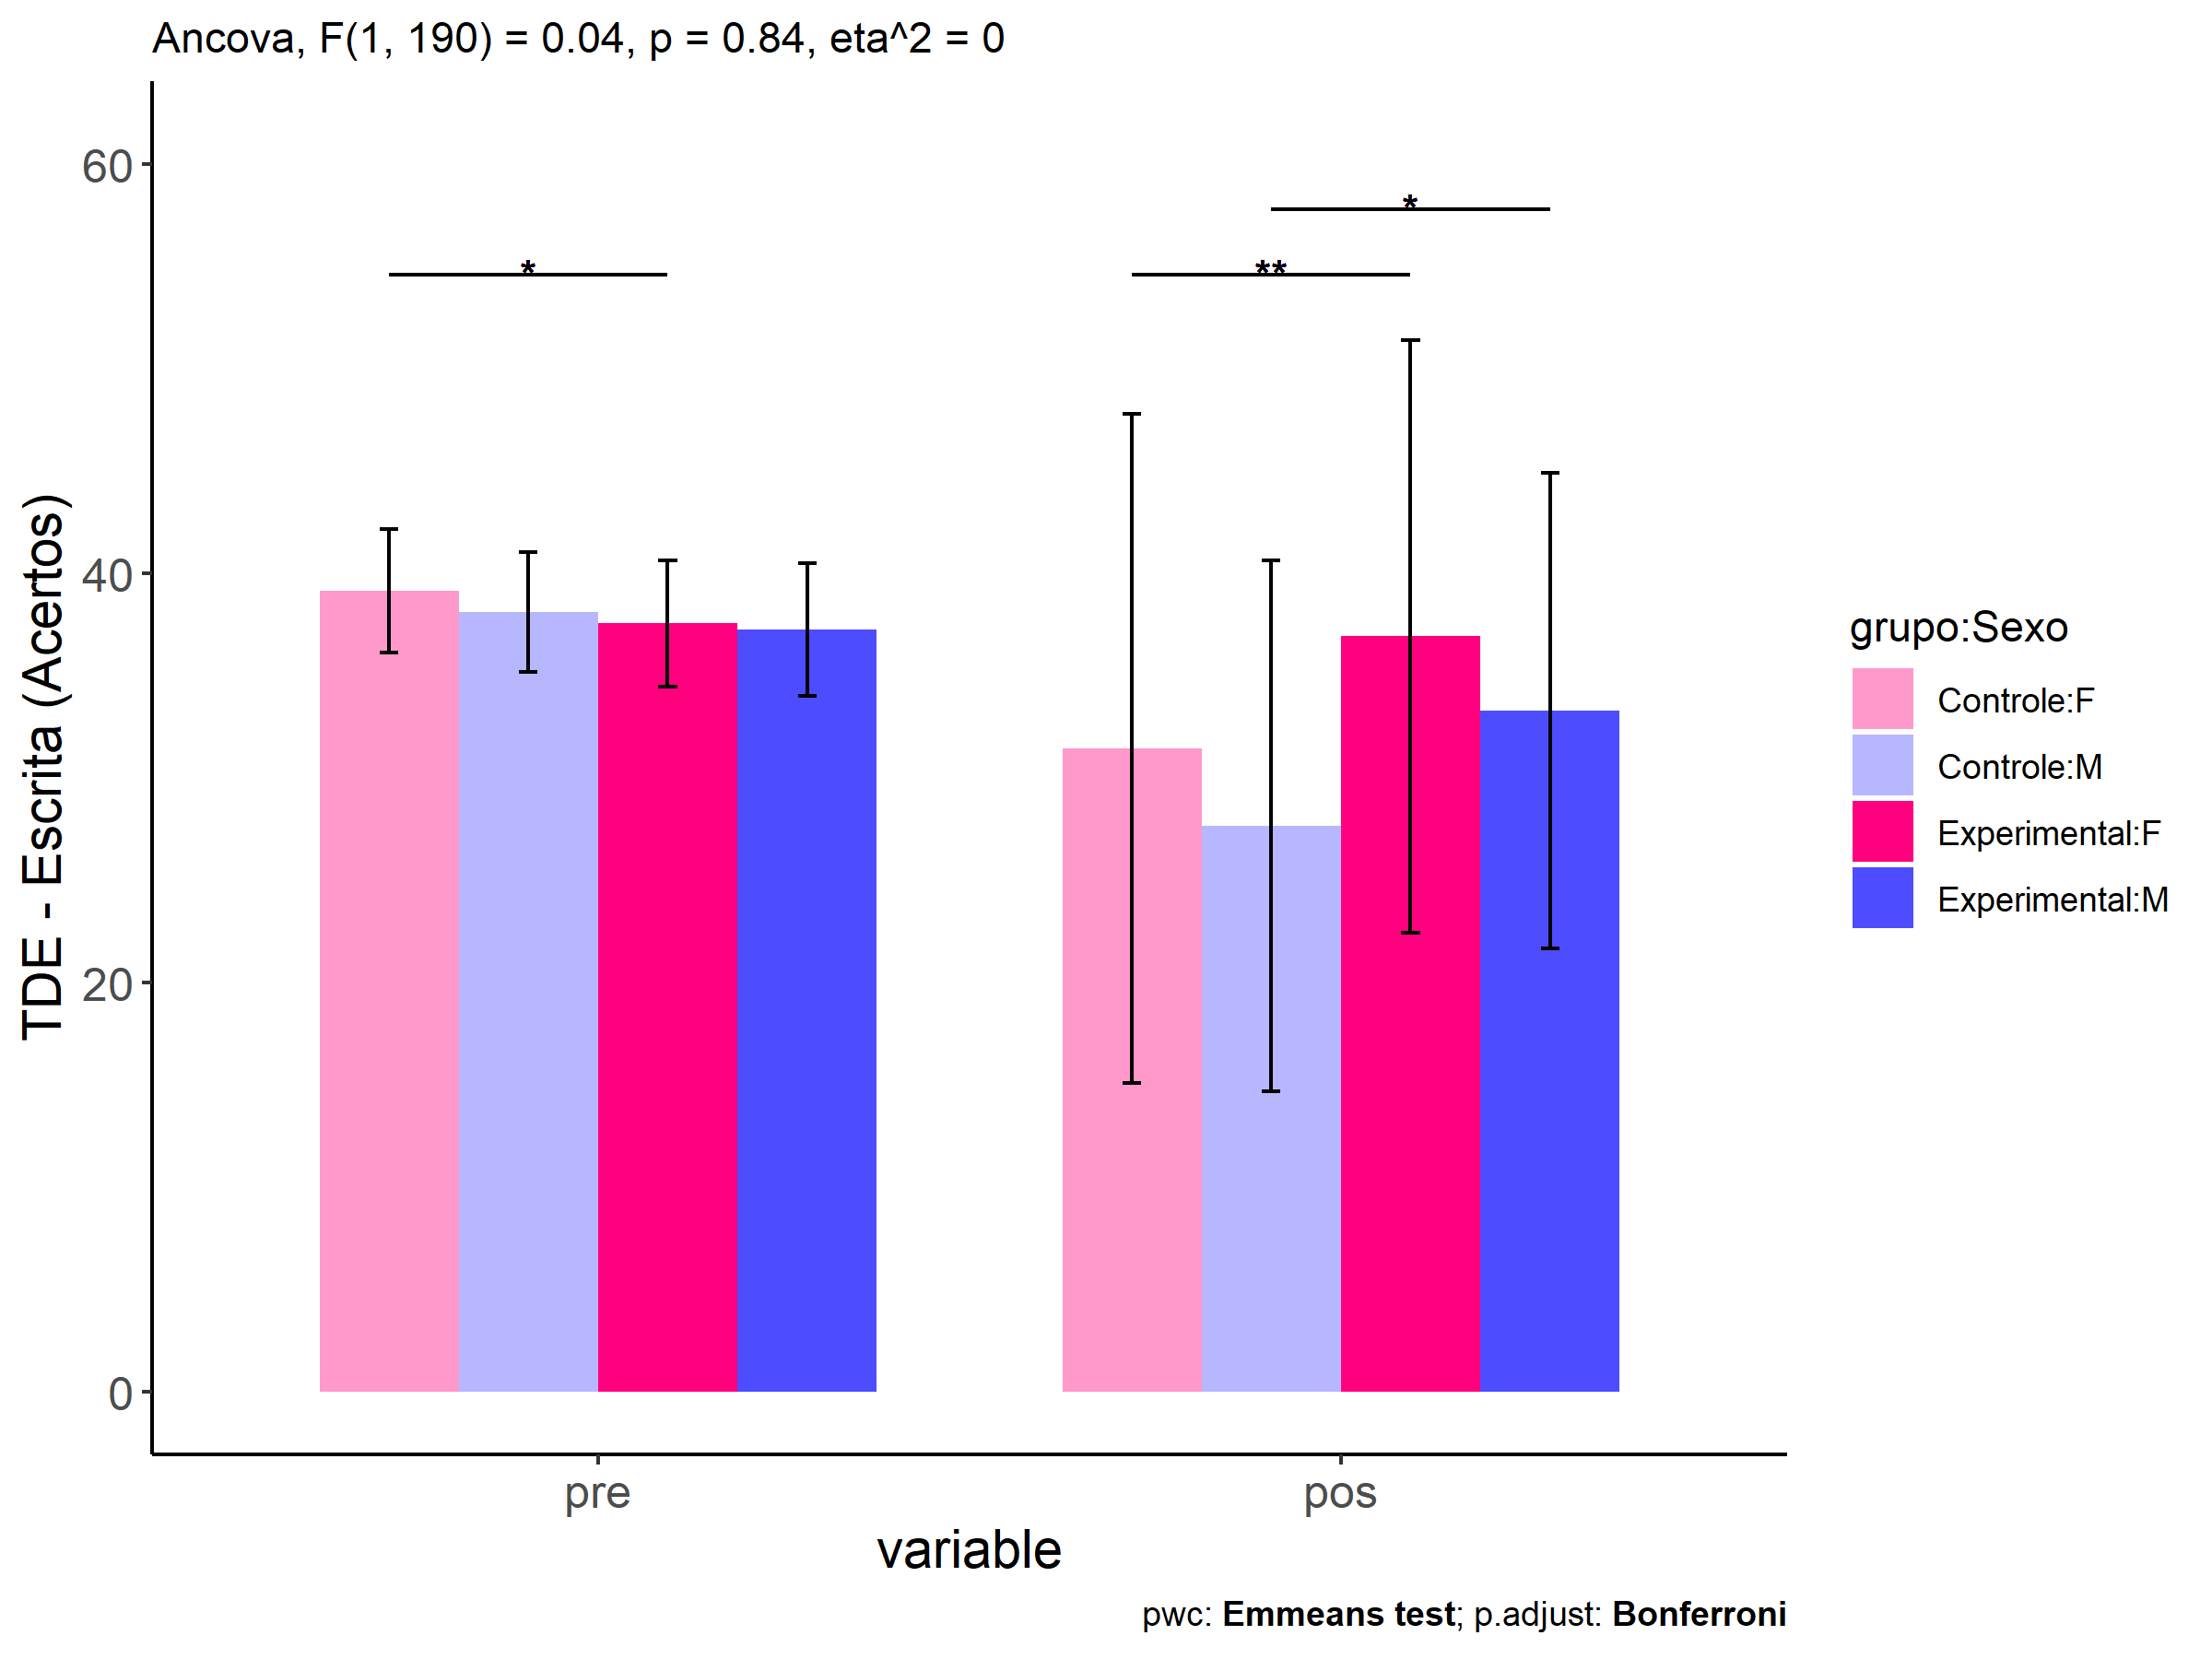 Ancova, F(1, 190) = 0.04, p = 0.84, eta^2 = 0
TDE - Escrita (Acertos)
60
40
20
0
*
**
*
pre
pos
variable
grupo:Sexo
Controle:F
Controle:M
Experimental:F
Experimental:M
pwc: Emmeans test; p.adjust: Bonferroni